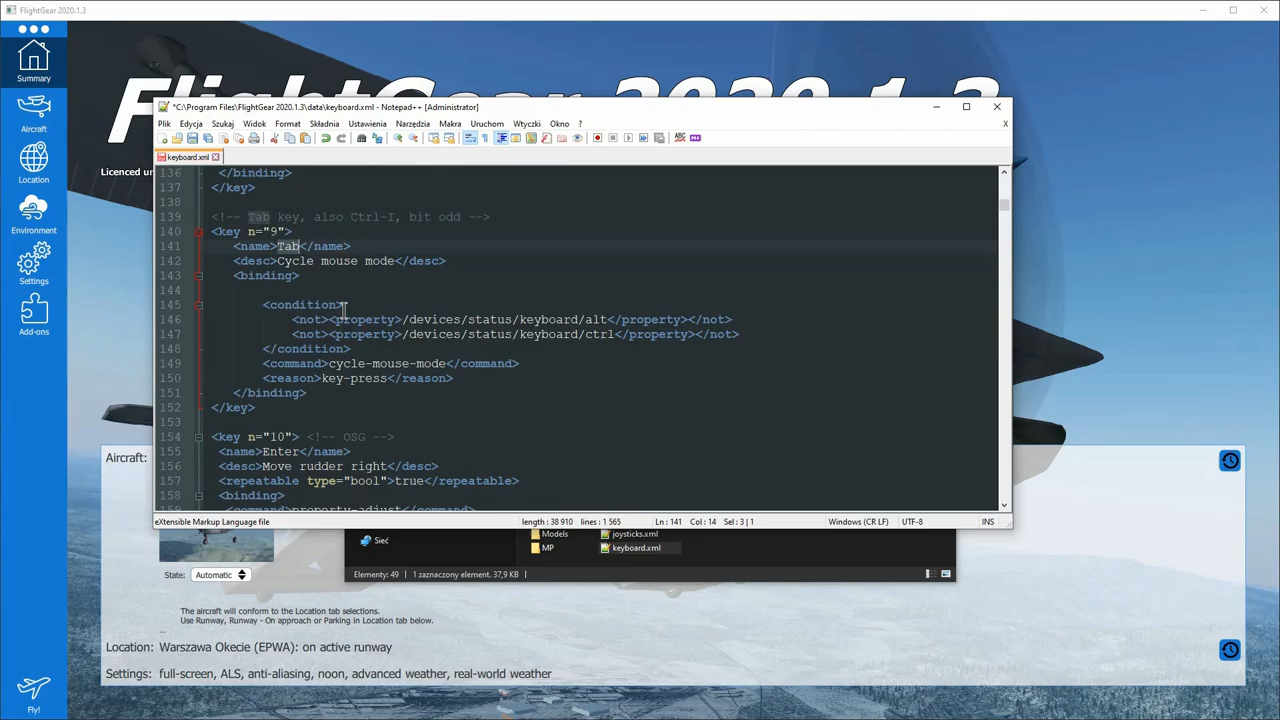 FlightGear 2020.1.3
FlightGear 2020.1.3
Summary
Aircraft
Location
Environment
Settings
Add-ons
Fly!
Licenced un
*C:\Program Files\FlightGear 2020.1.3\data\keyboard.xml - Notepad++ [Administrator]
Plik Edycja Szukaj Widok Format Składnia Ustawienia Narzędzia Makra Uruchom Wtyczki Okno ? X
keyboard.xml
136 </binding>
137 </key>
138
139 <!-- Tab key, also Ctrl-I, bit odd -->
140 <key n="9">
141 <name>Tab</name>
142 <desc>Cycle mouse mode</desc>
143 <binding>
144
145 <condition>
146 <not><property>/devices/status/keyboard/alt</property></not>
147 <not><property>/devices/status/keyboard/ctrl</property></not>
148 </condition>
149 <command>cycle-mouse-mode</command>
150 <reason>key-press</reason>
151 </binding>
152 </key>
153
154 <key n="10"> <!-- OSG -->
155 <name>Enter</name>
156 <desc>Move rudder right</desc>
157 <repeatable type="bool">true</repeatable>
158 <binding>
159 <command>property-adjust</command>
eXtensible Markup Language file length : 38 910 lines : 1 565 Ln : 141 Col : 14 Sel : 3 | 1 Windows (CR LF) UTF-8 INS
Sieć
Models
MP
joysticks.xml
keyboard.xml
Elementy: 49 1 zaznaczony element. 37,9 KB
Aircraft:
State: Automatic
The aircraft will conform to the Location tab selections.
Use Runway, Runway - On approach or Parking in Location tab below.
...
Location: Warszawa Okecie (EPWA): on active runway
Settings: full-screen, ALS, anti-aliasing, noon, advanced weather, real-world weather